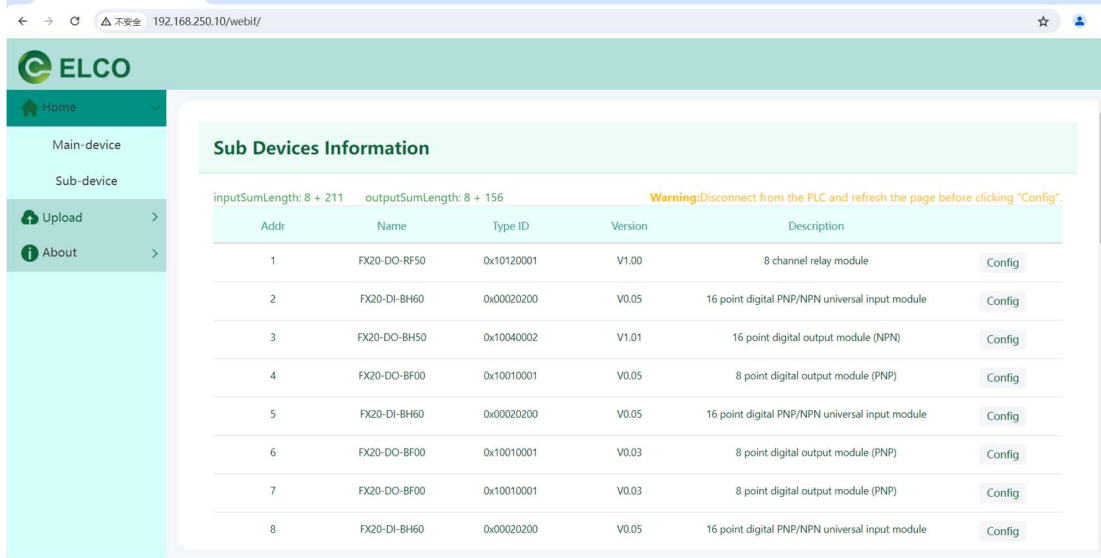 不安全 192.168.250.10/webif/
ELCO
Home
Main-device
Sub-device
Upload
About
Sub Devices Information
inputSumLength: 8 + 211 outputSumLength: 8 + 156 Warning:Disconnect from the PLC and refresh the page before clicking "Config".
Addr Name Type ID Version Description
1 FX20-DO-RF50 0x10120001 V1.00 8 channel relay module Config
2 FX20-DI-BH60 0x00020200 V0.05 16 point digital PNP/NPN universal input module Config
3 FX20-DO-BH50 0x10040002 V1.01 16 point digital output module (NPN) Config
4 FX20-DO-BF00 0x10010001 V0.05 8 point digital output module (PNP) Config
5 FX20-DI-BH60 0x00020200 V0.05 16 point digital PNP/NPN universal input module Config
6 FX20-DO-BF00 0x10010001 V0.03 8 point digital output module (PNP) Config
7 FX20-DO-BF00 0x10010001 V0.03 8 point digital output module (PNP) Config
8 FX20-DI-BH60 0x00020200 V0.05 16 point digital PNP/NPN universal input module Config